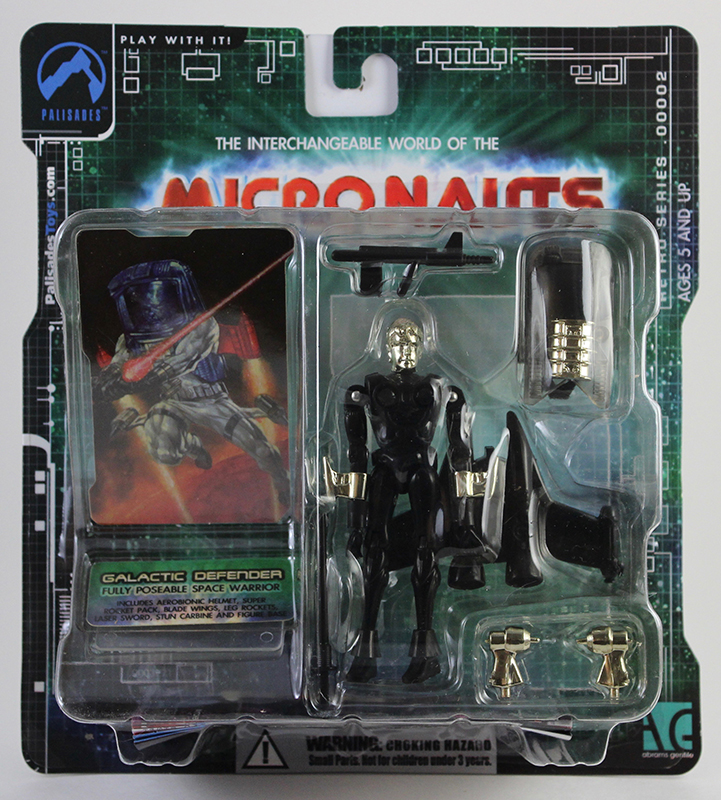 PLAY WITH IT!
PALISADES
PalisadesToys.com
THE INTERCHANGEABLE WORLD OF THE
MICRONAUTS
RETRO SERIES .00002
AGES 5 AND UP
GALACTIC DEFENDER
FULLY POSEABLE SPACE WARRIOR
INCLUDES AEROBIONIC HELMET, SUPER
ROCKET PACK, BLADE WINGS, LEG ROCKETS,
LASER SWORD, STUN CARBINE AND FIGURE BASE
WARNING: CHOKING HAZARD
Small Parts. Not for children under 3 years.
abrams gentile